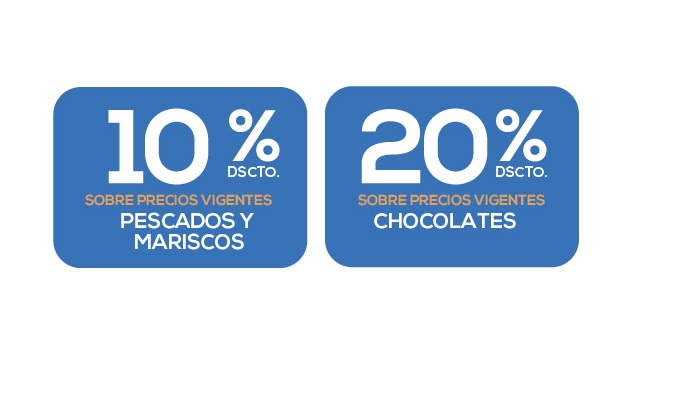 10%
DSCTO.
SOBRE PRECIOS VIGENTES
PESCADOS Y
MARISCOS
20%
DSCTO.
SOBRE PRECIOS VIGENTES
CHOCOLATES